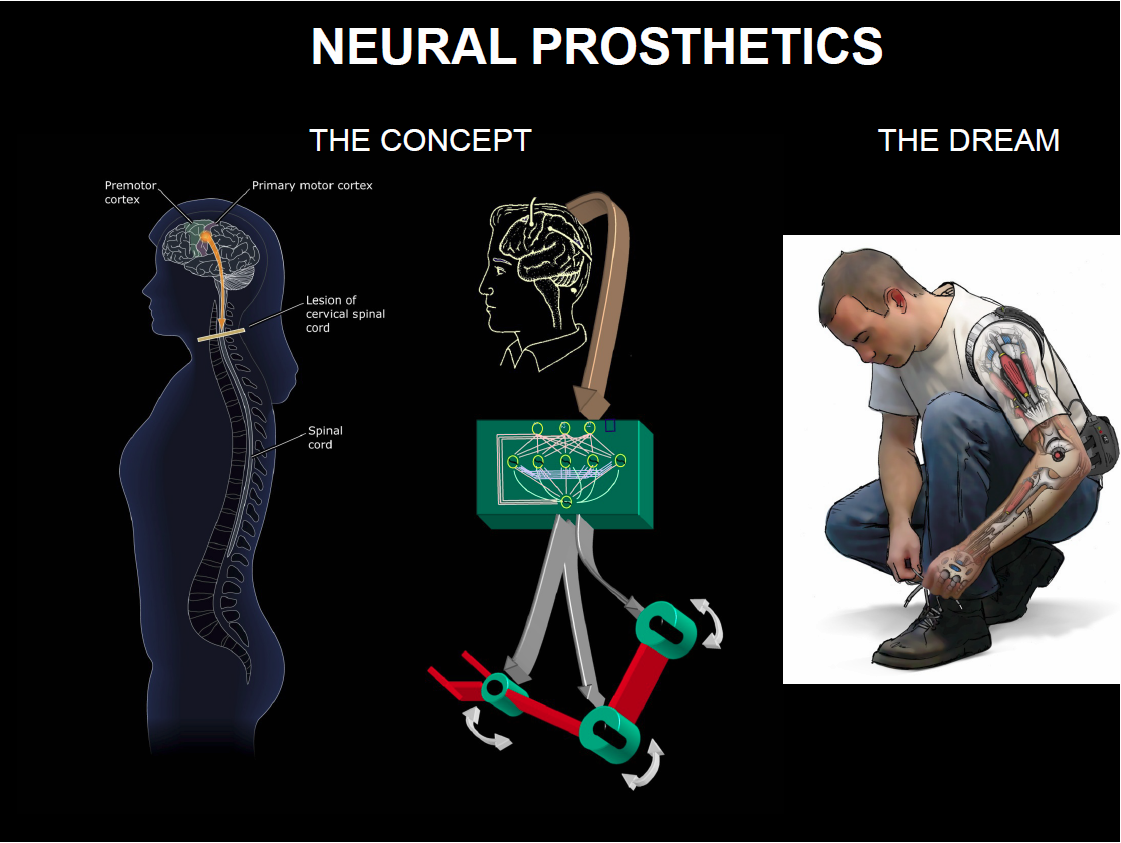 NEURAL PROSTHETICS
THE CONCEPT
THE DREAM
Premotor
cortex
Primary motor cortex
Lesion of
cervical spinal
cord
Spinal
cord